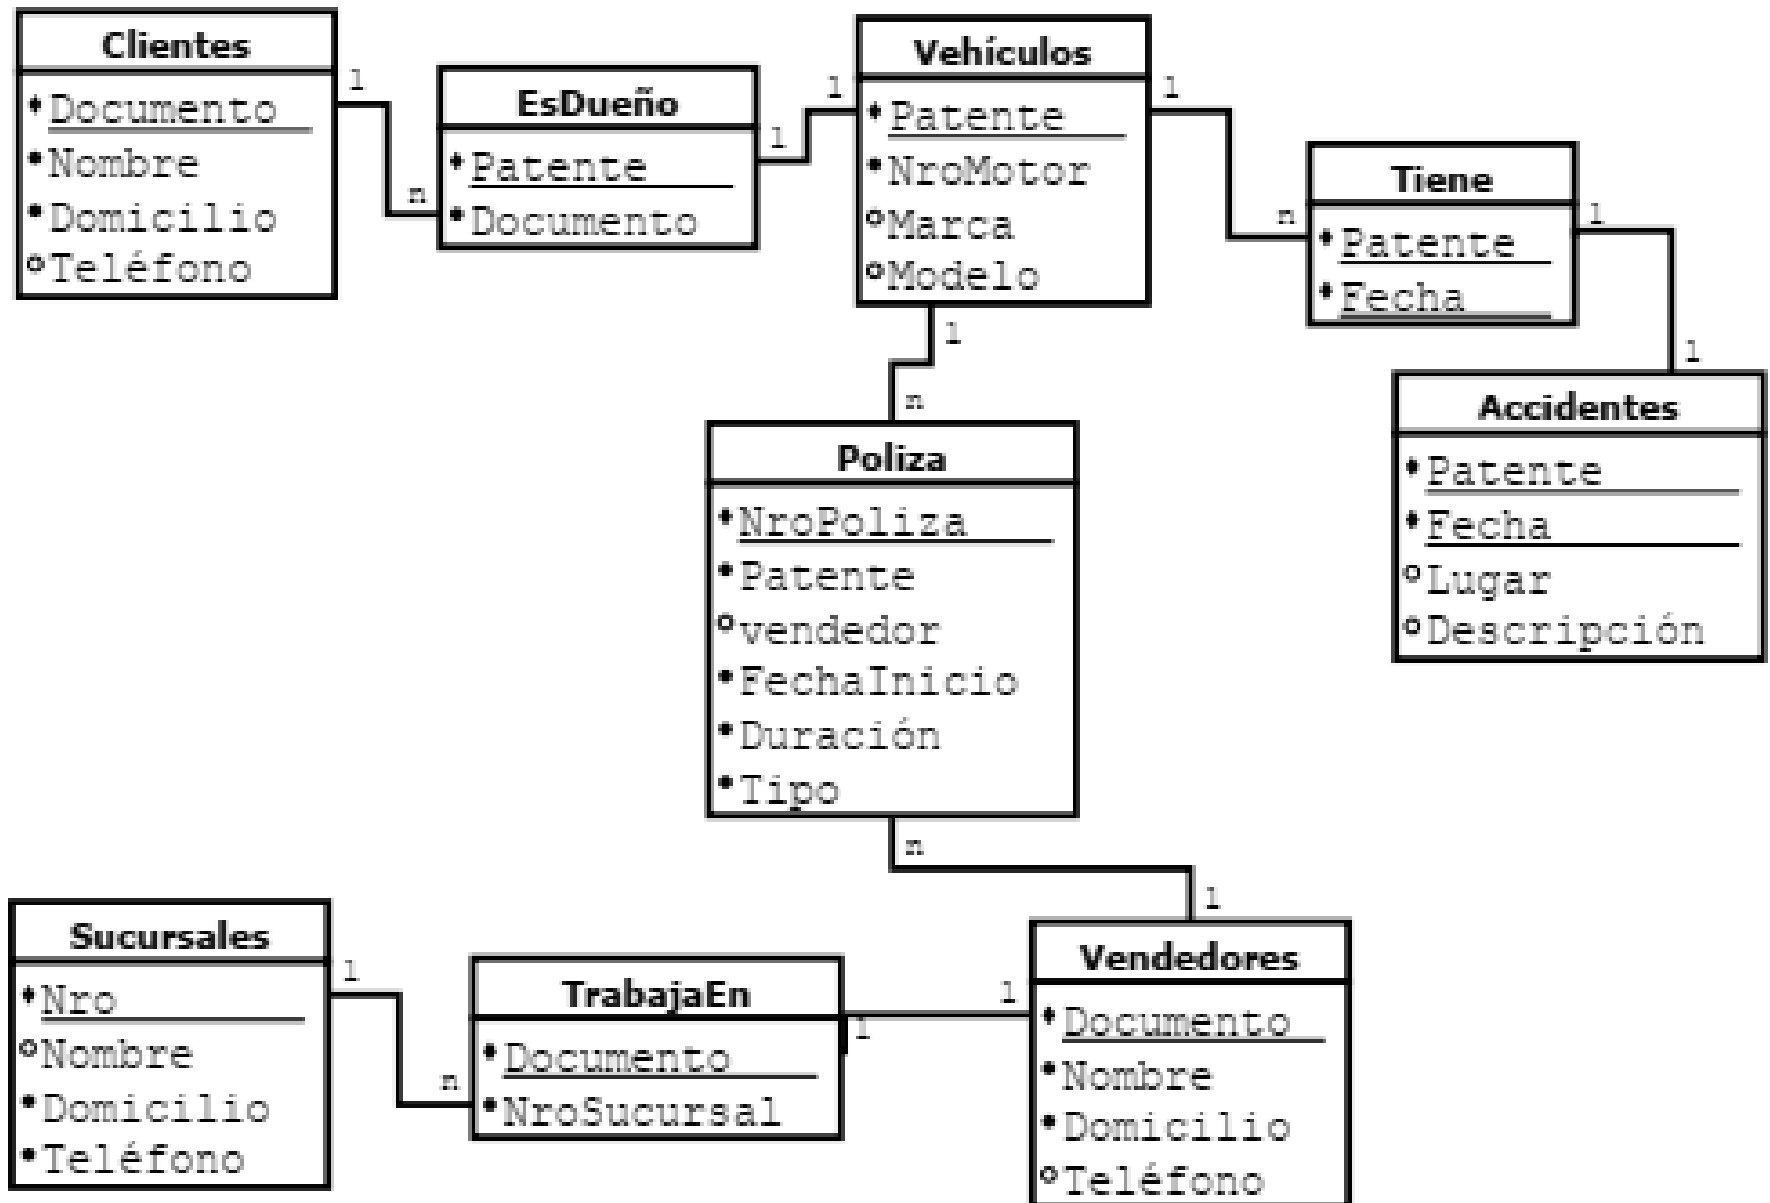 Clientes
Documento
Nombre
Domicilio
Teléfono
1
n
EsDueño
Patente
Documento
1
1
Vehículos
Patente
NroMotor
Marca
Modelo
1
n
Tiene
Patente
Fecha
1
1
Accidentes
Patente
Fecha
Lugar
Descripción
1
n
Poliza
NroPoliza
Patente
vendedor
FechaInicio
Duración
Tipo
n
1
Sucursales
Nro
Nombre
Domicilio
Teléfono
1
n
TrabajaEn
Documento
NroSucursal
1
1
Vendedores
Documento
Nombre
Domicilio
Teléfono